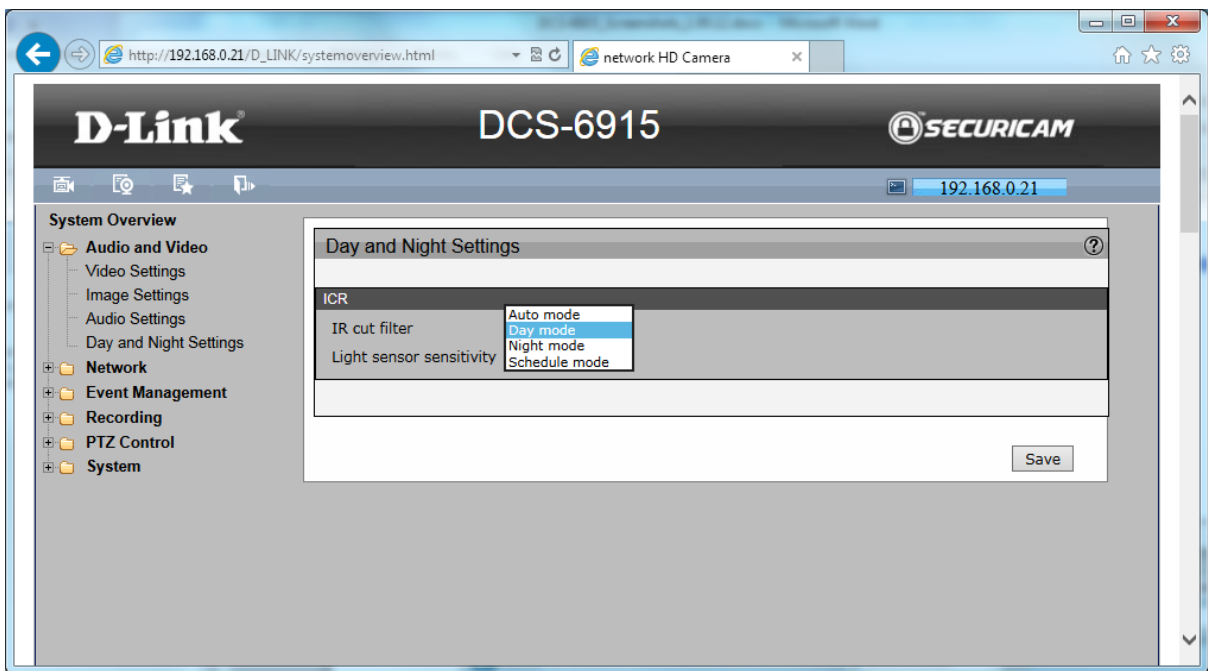 http://192.168.0.21/D_LINK/systemoverview.html
network HD Camera
D-Link
DCS-6915
SECURICAM
192.168.0.21
System Overview
Audio and Video
Video Settings
Image Settings
Audio Settings
Day and Night Settings
Network
Event Management
Recording
PTZ Control
System
Day and Night Settings
ICR
IR cut filter
Light sensor sensitivity
Auto mode
Day mode
Night mode
Schedule mode
Save